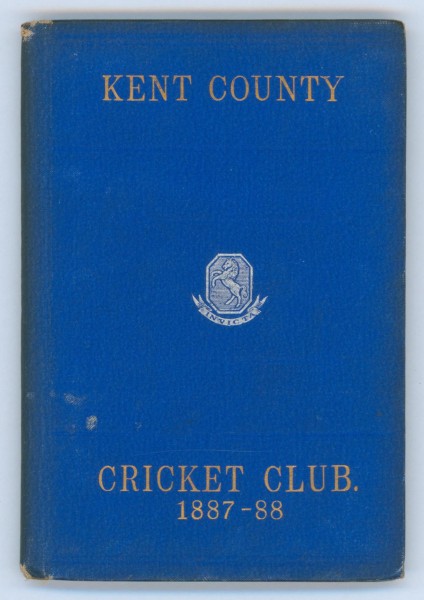 KENT COUNTY
INVICTA
CRICKET CLUB.
1887-88